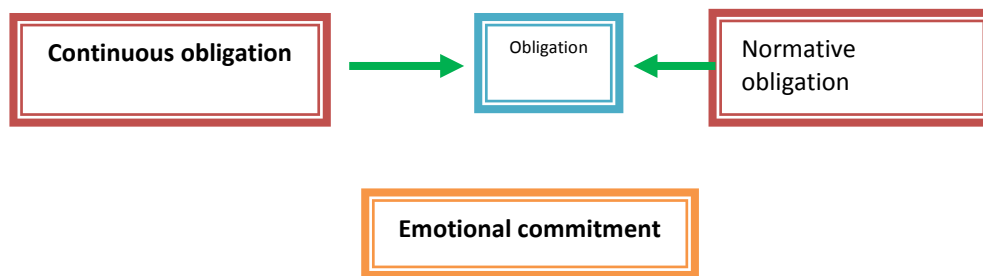 Continuous obligation
Obligation
Normative
obligation
Emotional commitment